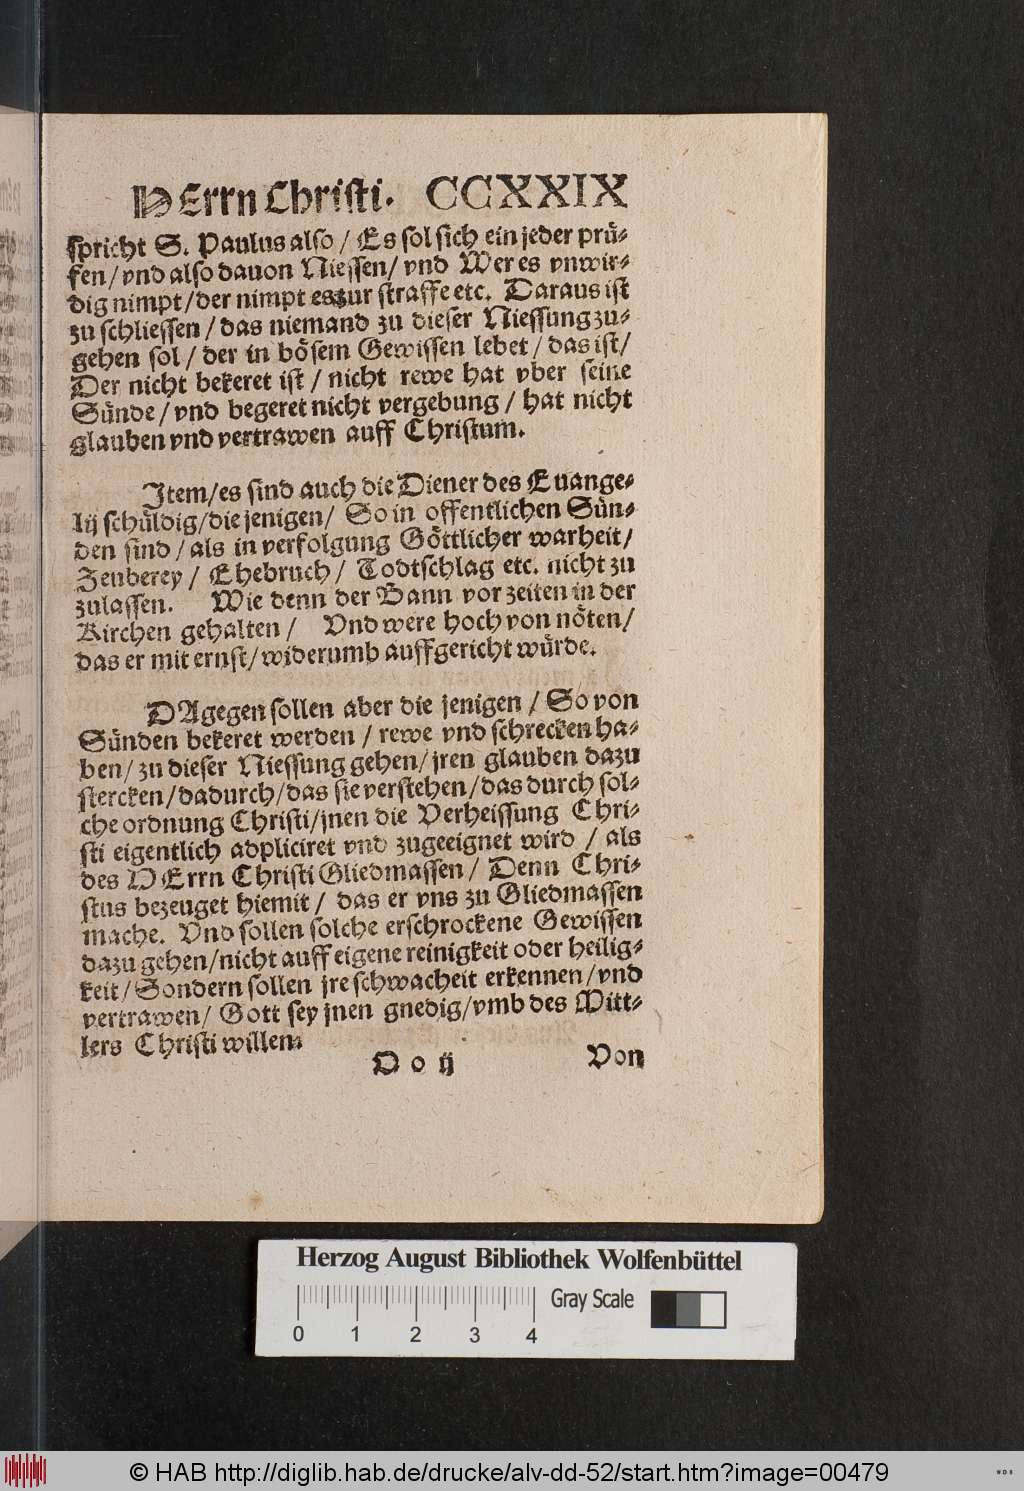 HErrn Christi. CCXXIX
spricht S. Paulus also / Es sol sich ein jeder prü-
fen / vnd also dauon Niessen / vnd Wer es vnwir-
dig nimpt / der nimpt es zur straffe etc. Daraus ist
zu schliessen / das niemand zu dieser Niessung zu-
gehen sol / der in bösem Gewissen lebet / das ist /
Der nicht bekeret ist / nicht rewe hat vber seine
Sünde / vnd begeret nicht vergebung / hat nicht
glauben vnd vertrawen auff Christum.
Item / es sind auch die Diener des Euange-
lij schüldig / die jenigen / So in offentlichen Sün-
den sind / als in verfolgung Göttlicher warheit /
Zeuberey / Ehebruch / Todtschlag etc. nicht zu
zulassen. Wie denn der Bann vor zeiten in der
Kirchen gehalten / Vnd were hoch von nöten /
das er mit ernst / widerumb auffgericht würde.
DAgegen sollen aber die jenigen / So von
Sünden bekeret werden / rewe vnd schrecken ha-
ben / zu dieser Niessung gehen / jren glauben dazu
stercken / dadurch / das sie verstehen / das durch sol-
che ordnung Christi / jnen die Verheissung Chri-
sti eigentlich adpliciret vnd zugeeignet wird / als
des HErrn Christi Gliedmassen / Denn Chri-
stus bezeuget hiemit / das er vns zu Gliedmassen
mache. Vnd sollen solche erschrockene Gewissen
dazu gehen / nicht auff eigene reinigkeit oder heilig-
keit / Sondern sollen jre schwacheit erkennen / vnd
vertrawen / Gott sey jnen gnedig / vmb des Mitt-
lers Christi willen.
D o ij Von
Herzog August Bibliothek Wolfenbüttel
0 1 2 3 4 Gray Scale
© HAB http://diglib.hab.de/drucke/alv-dd-52/start.htm?image=00479